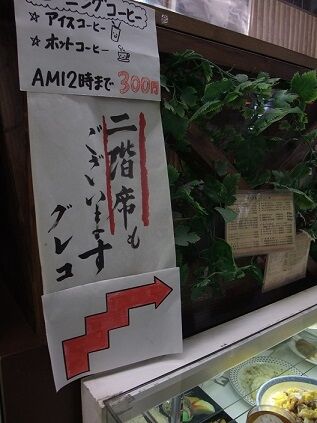 ニングコーヒー
☆ アイスコーヒー
☆ ホットコーヒー
AM12時まで 300円
二階席も
ございます
グレコ